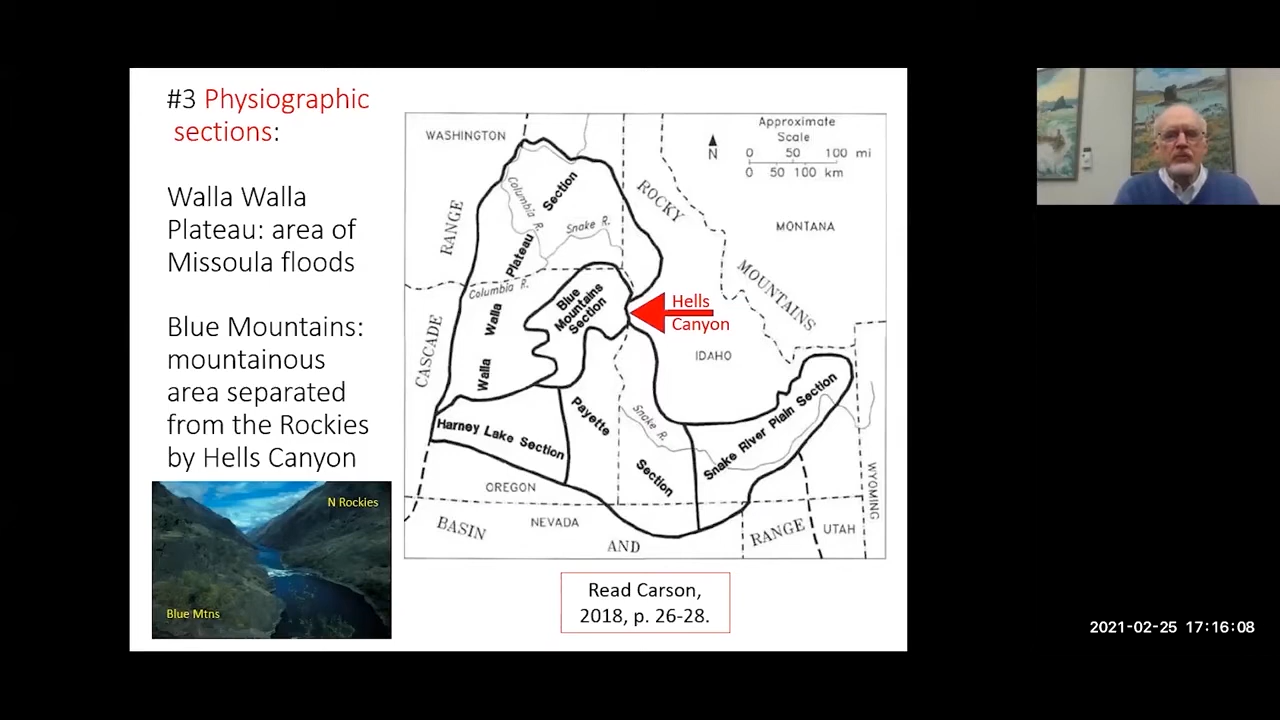 #3 Physiographic
sections:
Walla Walla
Plateau: area of
Missoula floods
Blue Mountains:
mountainous
area separated
from the Rockies
by Hells Canyon
N Rockies
Blue Mtns
WASHINGTON
Approximate
Scale
N
0 50 100 mi
0 50 100 km
CASCADE RANGE
ROCKY MOUNTAINS
MONTANA
Columbia R.
Snake R.
Columbia R.
Walla Walla Plateau Section
Blue
Mountains
Section
Hells
Canyon
IDAHO
Harney Lake Section
Payette Section
Snake R.
Snake River Plain Section
OREGON
NEVADA
UTAH
WYOMING
BASIN AND RANGE
Read Carson,
2018, p. 26-28.
2021-02-25 17:16:08